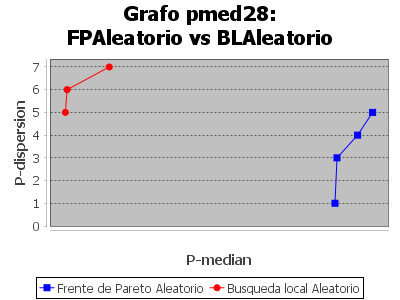 Grafo pmed28:
FPAleatorio vs BLAleatorio
7
6
5
4
3
2
1
0
P-dispersion
P-median
Frente de Pareto Aleatorio
Busqueda local Aleatorio